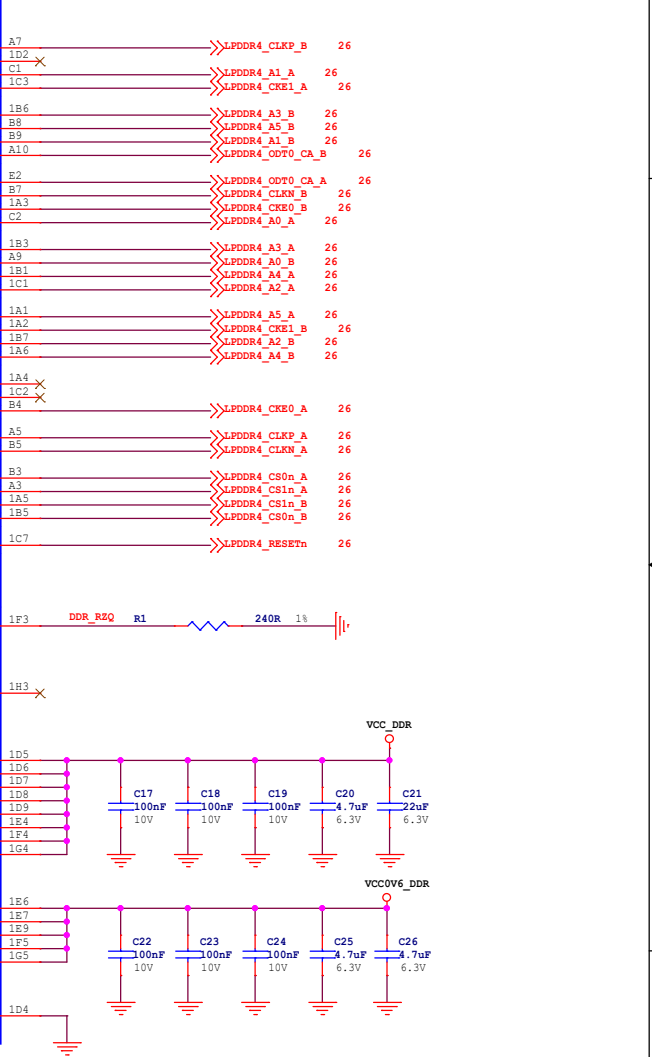 A7 LPDDR4_CLKP_B 26
1D2
C1 LPDDR4_A1_A 26
1C3 LPDDR4_CKE1_A 26
1B6 LPDDR4_A3_B 26
B8 LPDDR4_A5_B 26
B9 LPDDR4_A1_B 26
A10 LPDDR4_ODT0_CA_B 26
E2 LPDDR4_ODT0_CA_A 26
B7 LPDDR4_CLKN_B 26
1A3 LPDDR4_CKE0_B 26
C2 LPDDR4_A0_A 26
1B3 LPDDR4_A3_A 26
A9 LPDDR4_A0_B 26
1B1 LPDDR4_A4_A 26
1C1 LPDDR4_A2_A 26
1A1 LPDDR4_A5_A 26
1A2 LPDDR4_CKE1_B 26
1B7 LPDDR4_A2_B 26
1A6 LPDDR4_A4_B 26
1A4
1C2
B4 LPDDR4_CKE0_A 26
A5 LPDDR4_CLKP_A 26
B5 LPDDR4_CLKN_A 26
B3 LPDDR4_CS0n_A 26
A3 LPDDR4_CS1n_A 26
1A5 LPDDR4_CS1n_B 26
1B5 LPDDR4_CS0n_B 26
1C7 LPDDR4_RESETn 26
1F3 DDR_RZQ R1 240R 1%
1H3
VCC_DDR
1D5
1D6
1D7
1D8
1D9
1E4
1F4
1G4
C17 C18 C19 C20 C21
100nF 100nF 100nF 4.7uF 22uF
10V 10V 10V 6.3V 6.3V
VCC0V6_DDR
1E6
1E7
1E9
1F5
1G5
C22 C23 C24 C25 C26
100nF 100nF 100nF 4.7uF 4.7uF
10V 10V 10V 6.3V 6.3V
1D4